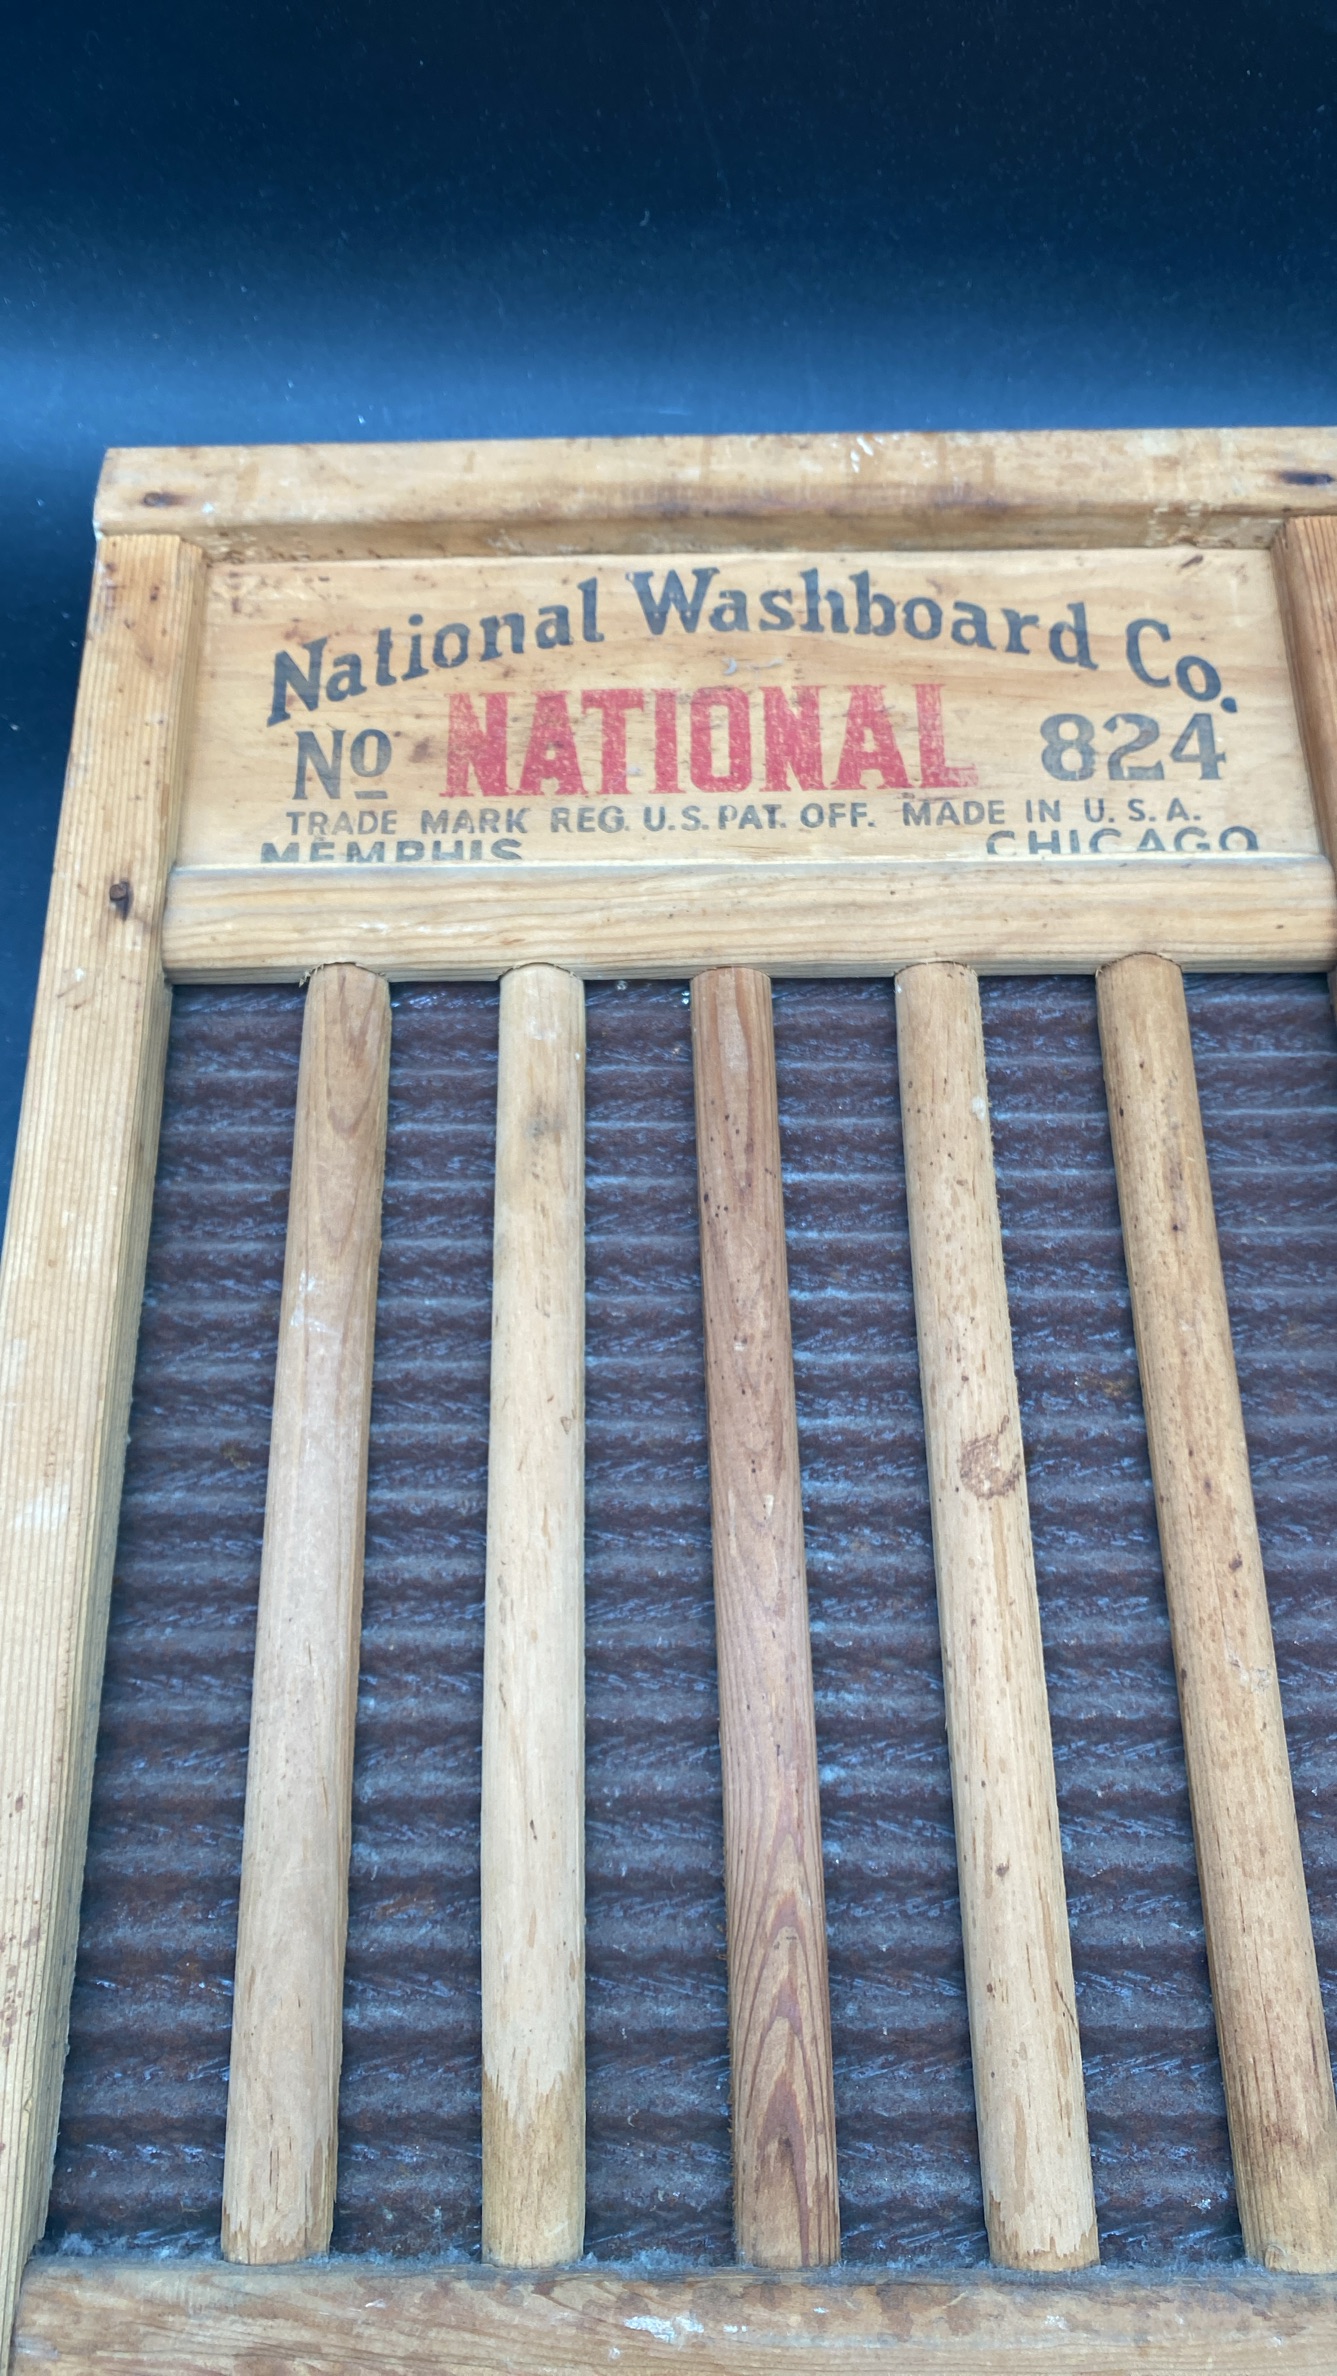 National Washboard Co.
No NATIONAL 824
TRADE MARK REG. U.S. PAT. OFF. MADE IN U.S.A.
MEMPHIS CHICAGO